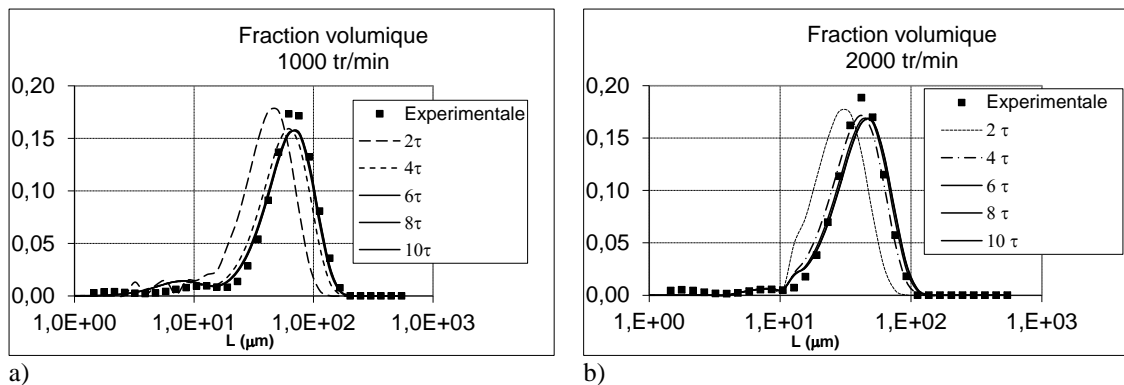 Fraction volumique
1000 tr/min
0,20
0,15
0,10
0,05
0,00
1,0E+00 1,0E+01 1,0E+02 1,0E+03
L (µm)
Experimentale
2τ
4τ
6τ
8τ
10τ
a)
Fraction volumique
2000 tr/min
0,20
0,15
0,10
0,05
0,00
1,E+00 1,E+01 1,E+02 1,E+03
L (µm)
Experimentale
2 τ
4 τ
6 τ
8 τ
10 τ
b)